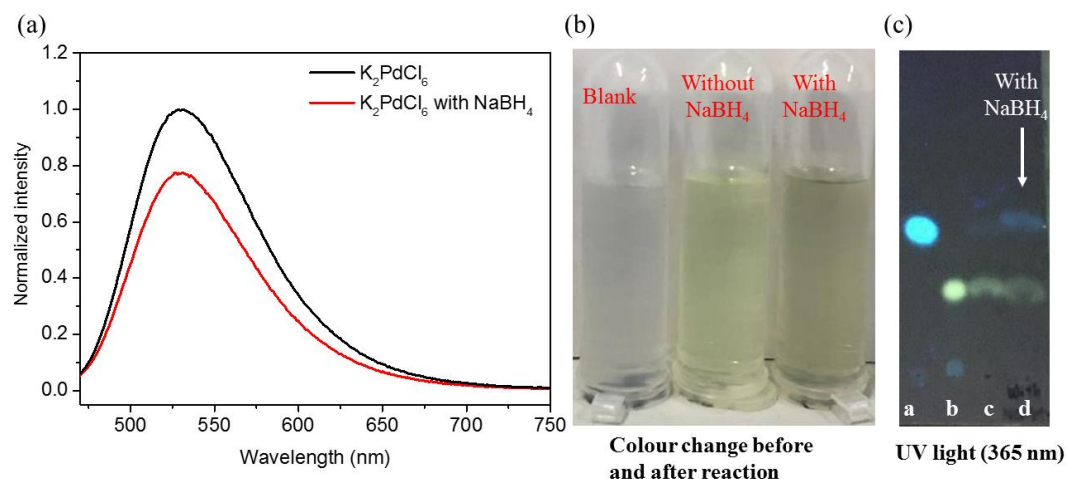 (a)
1.2
1.0
0.8
0.6
0.4
0.2
0.0
Normalized intensity
K₂PdCl₆
K₂PdCl₆ with NaBH₄
500
550
600
650
700
750
Wavelength (nm)
(b)
Blank
Without
NaBH₄
With
NaBH₄
Colour change before
and after reaction
(c)
With
NaBH₄
a
b
c
d
UV light (365 nm)